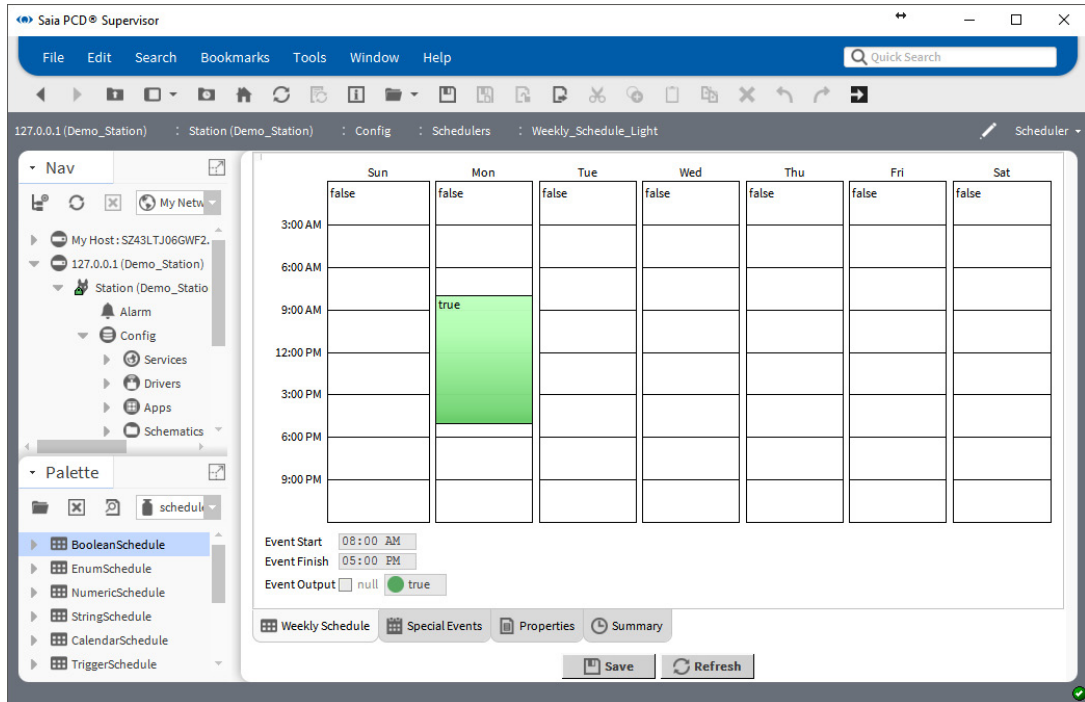 Saia PCD® Supervisor
File Edit Search Bookmarks Tools Window Help
Quick Search
127.0.0.1 (Demo_Station) : Station (Demo_Station) : Config : Schedulers : Weekly_Schedule_Light
Scheduler
Nav
My Netw
My Host : SZ43LTJ06GWF2.
127.0.0.1 (Demo_Station)
Station (Demo_Statio
Alarm
Config
Services
Drivers
Apps
Schematics
Palette
schedule
BooleanSchedule
EnumSchedule
NumericSchedule
StringSchedule
CalendarSchedule
TriggerSchedule
Sun Mon Tue Wed Thu Fri Sat
false false false false false false false
3:00 AM
6:00 AM
true
9:00 AM
12:00 PM
3:00 PM
6:00 PM
9:00 PM
Event Start 08:00 AM
Event Finish 05:00 PM
Event Output null true
Weekly Schedule Special Events Properties Summary
Save Refresh